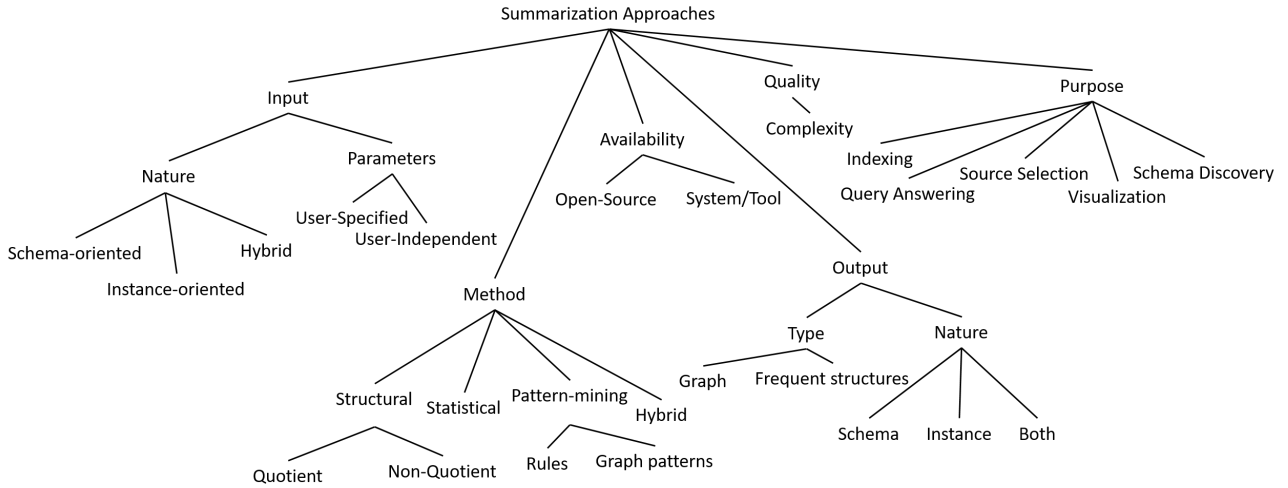 Summarization Approaches
Input
Nature
Schema-oriented
Instance-oriented
Hybrid
Parameters
User-Specified
User-Independent
Method
Structural
Quotient
Non-Quotient
Statistical
Pattern-mining
Rules
Graph patterns
Hybrid
Availability
Open-Source
System/Tool
Output
Type
Graph
Frequent structures
Nature
Schema
Instance
Both
Quality
Complexity
Purpose
Indexing
Query Answering
Source Selection
Visualization
Schema Discovery